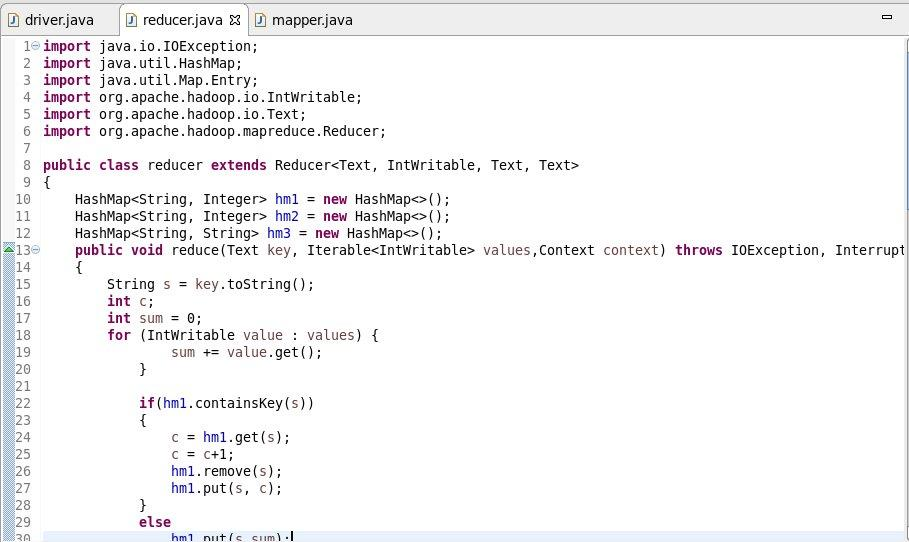 driver.java reducer.java mapper.java
1 import java.io.IOException;
2 import java.util.HashMap;
3 import java.util.Map.Entry;
4 import org.apache.hadoop.io.IntWritable;
5 import org.apache.hadoop.io.Text;
6 import org.apache.hadoop.mapreduce.Reducer;
7
8 public class reducer extends Reducer<Text, IntWritable, Text, Text>
9 {
10 HashMap<String, Integer> hm1 = new HashMap<>();
11 HashMap<String, Integer> hm2 = new HashMap<>();
12 HashMap<String, String> hm3 = new HashMap<>();
13 public void reduce(Text key, Iterable<IntWritable> values,Context context) throws IOException, Interrupt
14 {
15 String s = key.toString();
16 int c;
17 int sum = 0;
18 for (IntWritable value : values) {
19 sum += value.get();
20 }
21
22 if(hm1.containsKey(s))
23 {
24 c = hm1.get(s);
25 c = c+1;
26 hm1.remove(s);
27 hm1.put(s, c);
28 }
29 else
30 hm1.put(s,sum);